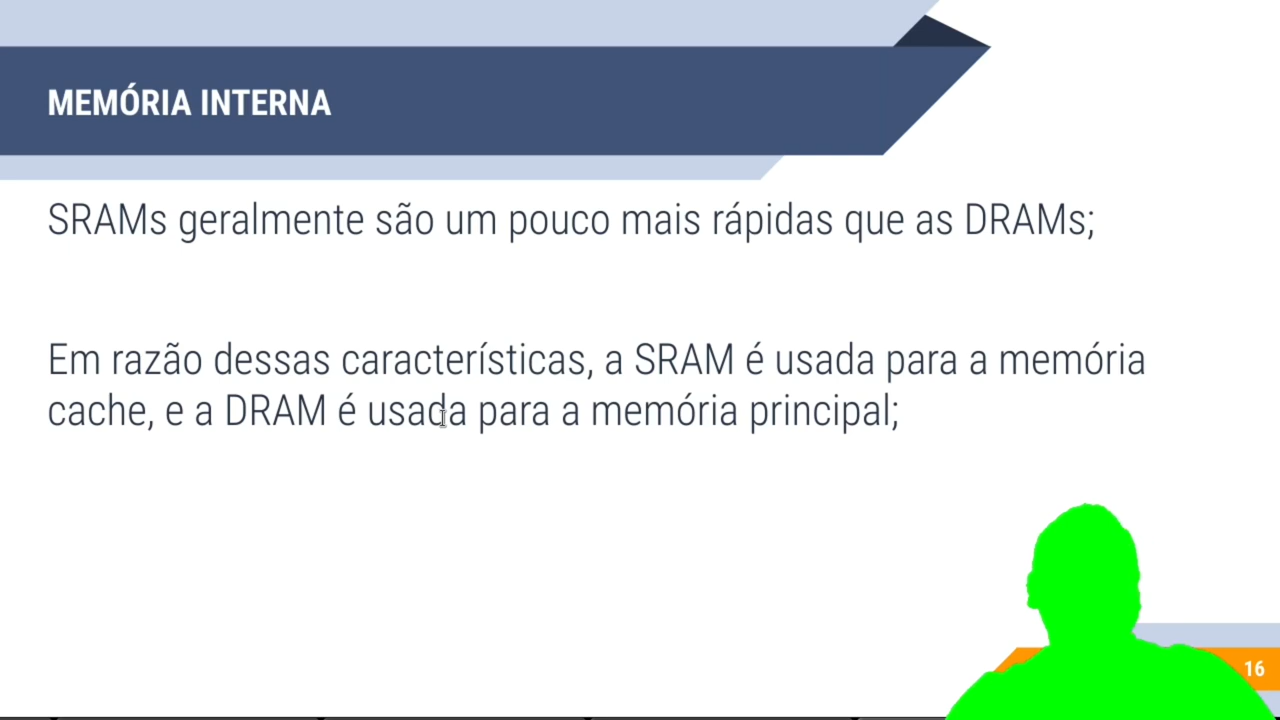 MEMÓRIA INTERNA
SRAMs geralmente são um pouco mais rápidas que as DRAMs;
Em razão dessas características, a SRAM é usada para a memória
cache, e a DRAM é usada para a memória principal;
16